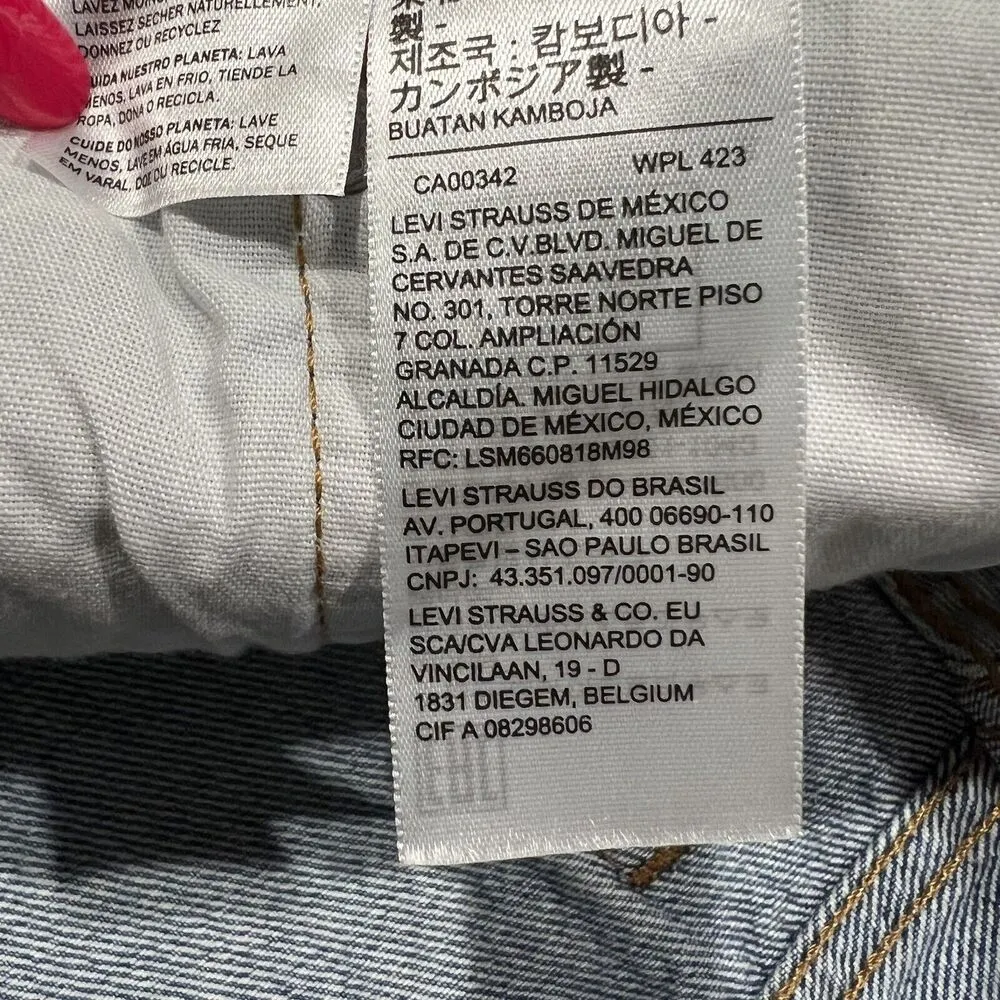 LAVEZ MOINS
LAISSEZ SÉCHER NATURELLEMENT,
DONNEZ OU RECYCLEZ
NUESTRO PLANETA: LAVA
LAVA EN FRIO, TIENDE LA
ROPA, DONA O RECICLA.
CUIDE DO NOSSO PLANETA: LAVE
MENOS, LAVE EM ÁGUA FRIA, SEQUE
EM VARAL, DOE OU RECICLE.
製 -
제조국 : 캄보디아 -
カンボジア製 -
BUATAN KAMBOJA
CA00342 WPL 423
LEVI STRAUSS DE MÉXICO
S.A. DE C.V.BLVD. MIGUEL DE
CERVANTES SAAVEDRA
NO. 301, TORRE NORTE PISO
7 COL. AMPLIACIÓN
GRANADA C.P. 11529
ALCALDÍA. MIGUEL HIDALGO
CIUDAD DE MÉXICO, MÉXICO
RFC: LSM660818M98
LEVI STRAUSS DO BRASIL
AV. PORTUGAL, 400 06690-110
ITAPEVI – SAO PAULO BRASIL
CNPJ: 43.351.097/0001-90
LEVI STRAUSS & CO. EU
SCA/CVA LEONARDO DA
VINCILAAN, 19 - D
1831 DIEGEM, BELGIUM
CIF A 08298606